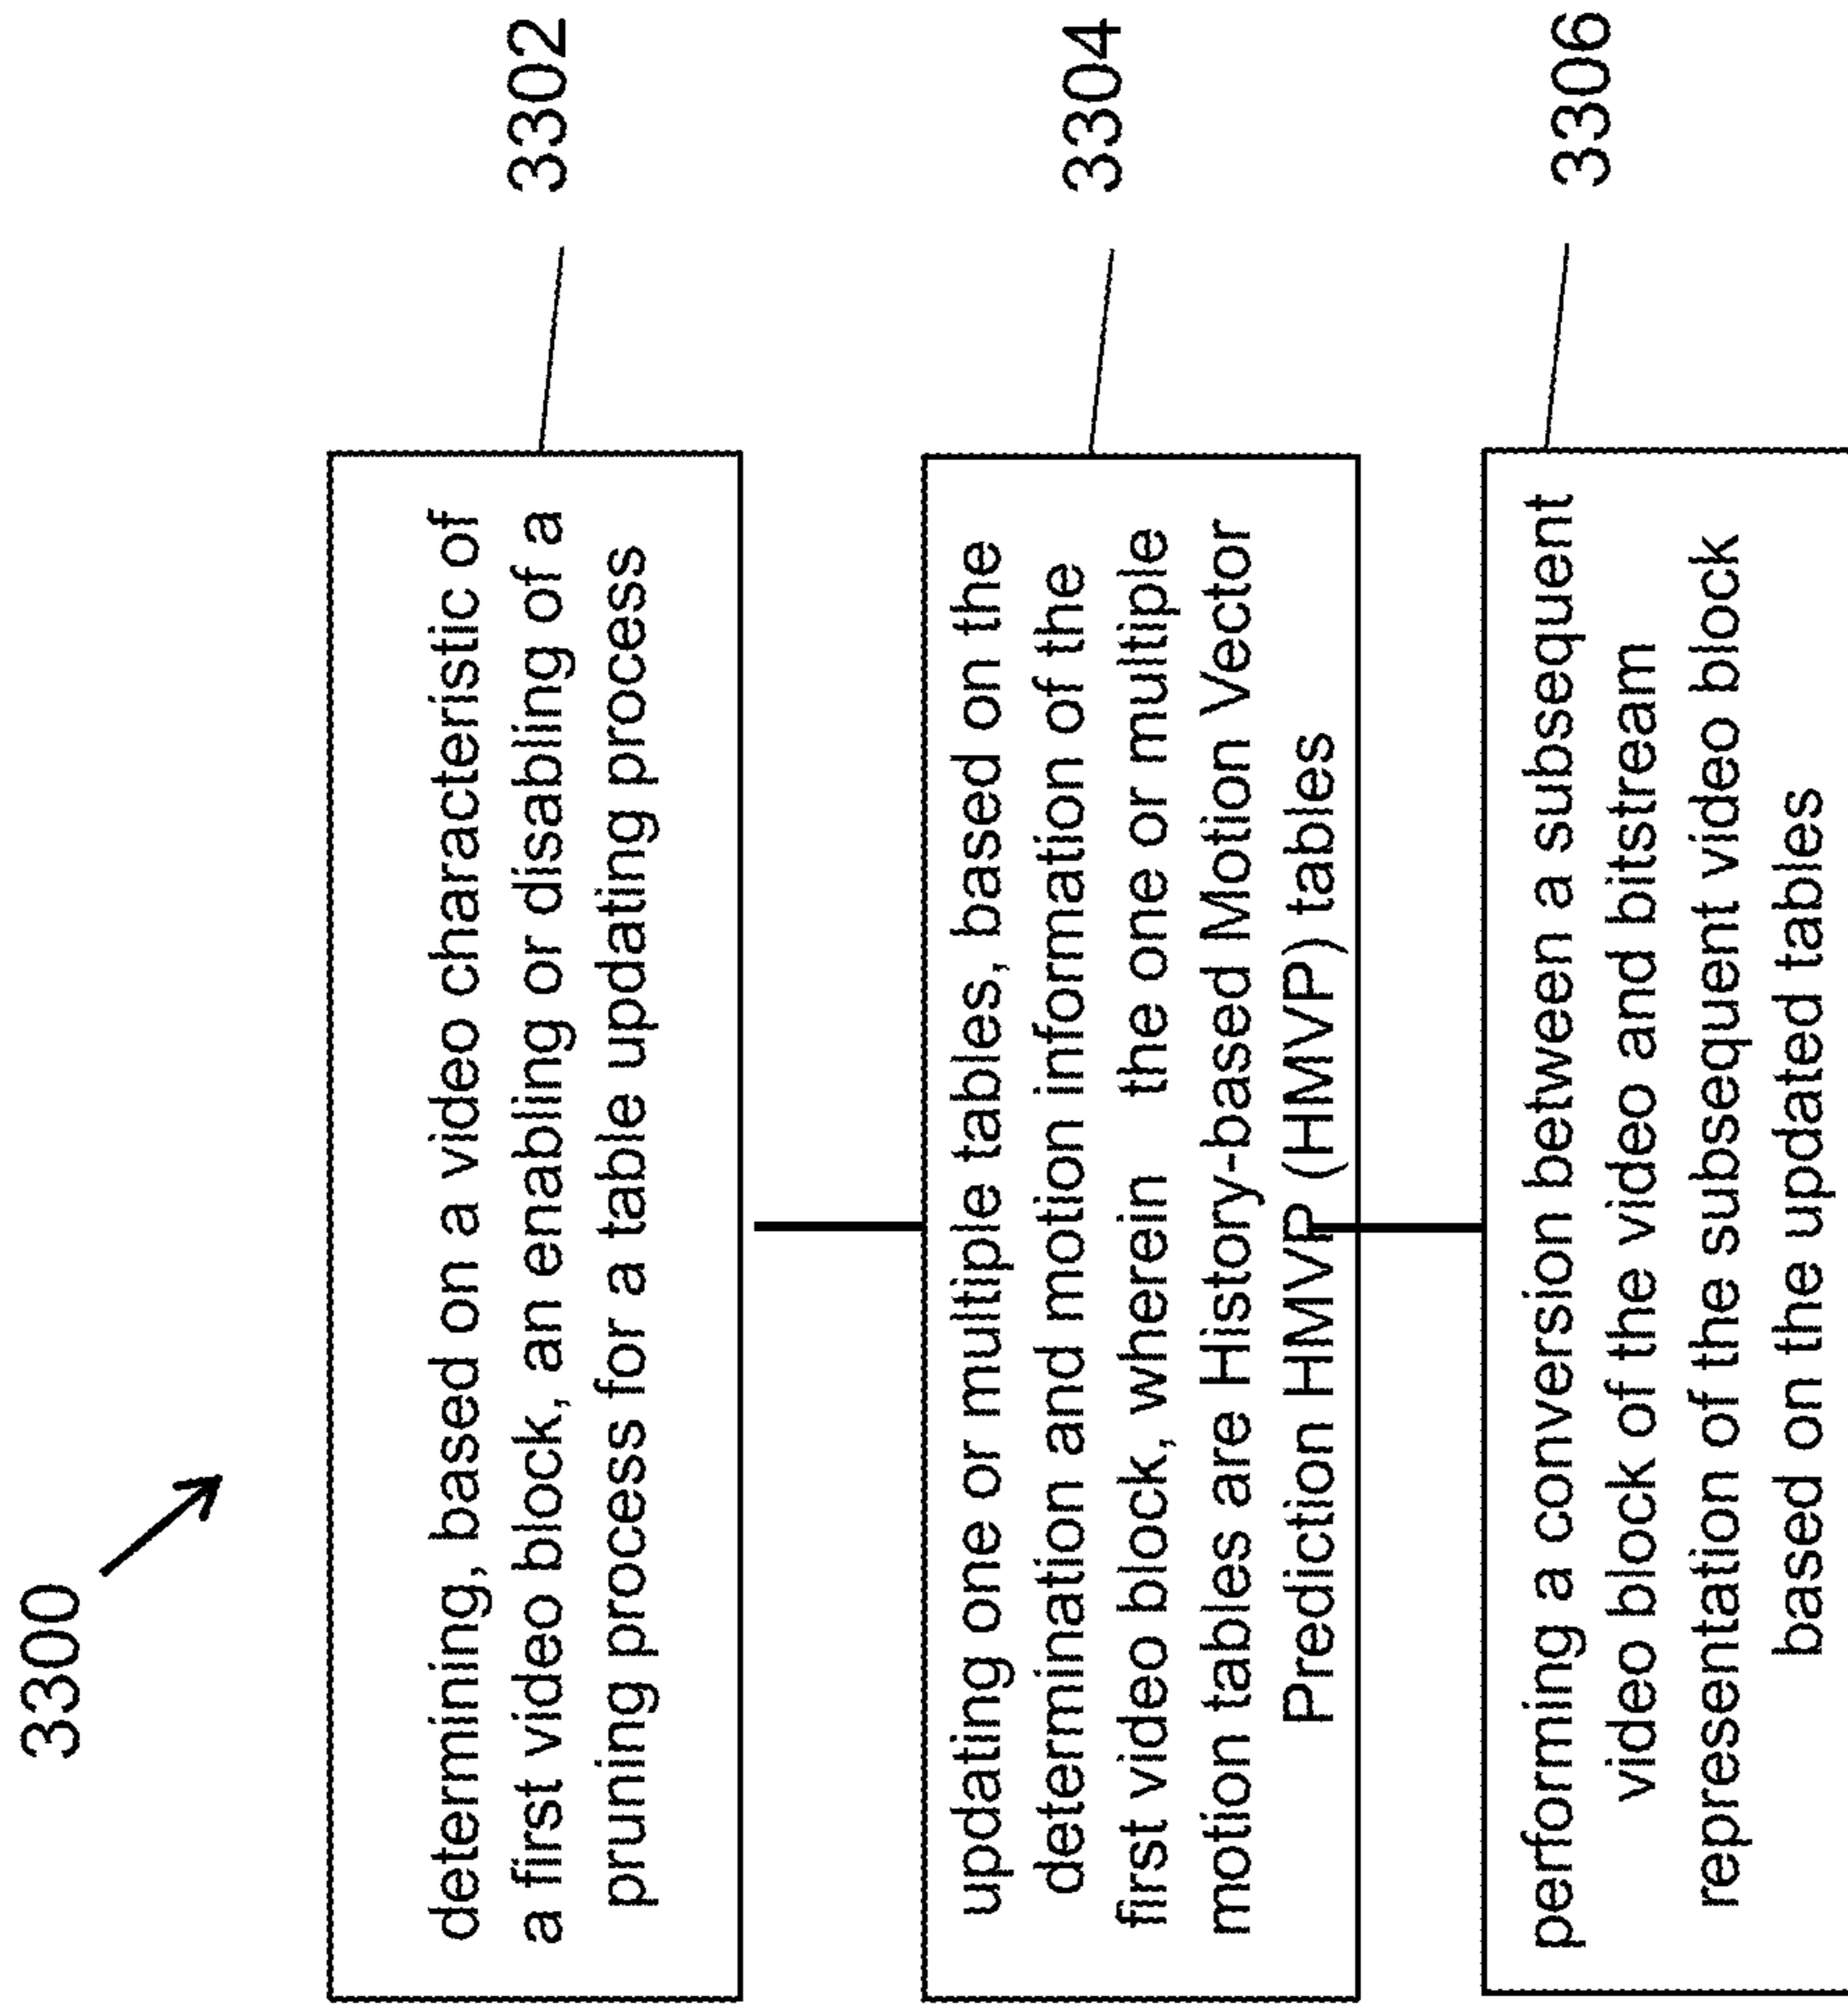 3300
determining, based on a video characteristic of
a first video block, an enabling or disabling of a
pruning process for a table updating process
3302
updating one or multiple tables, based on the
determination and motion information of the
first video block, wherein the one or multiple
motion tables are History-based Motion Vector
Prediction HMVP (HMVP) tables
3304
performing a conversion between a subsequent
video block of the video and bitstream
representation of the subsequent video block
based on the updated tables
3306